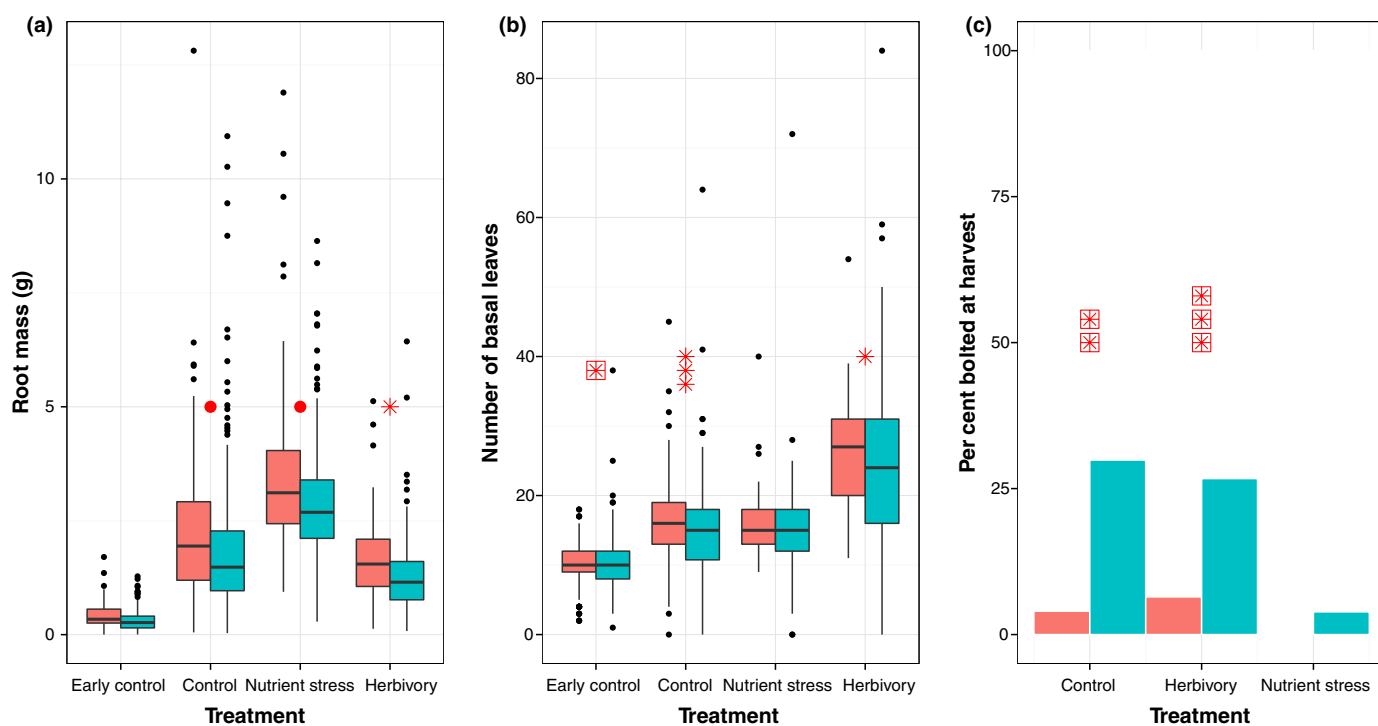 (a)
Root mass (g)
10
5
0
Early control Control Nutrient stress Herbivory
Treatment
(b)
Number of basal leaves
80
60
40
20
0
Early control Control Nutrient stress Herbivory
Treatment
(c)
Per cent bolted at harvest
100
75
50
25
0
Control Herbivory Nutrient stress
Treatment